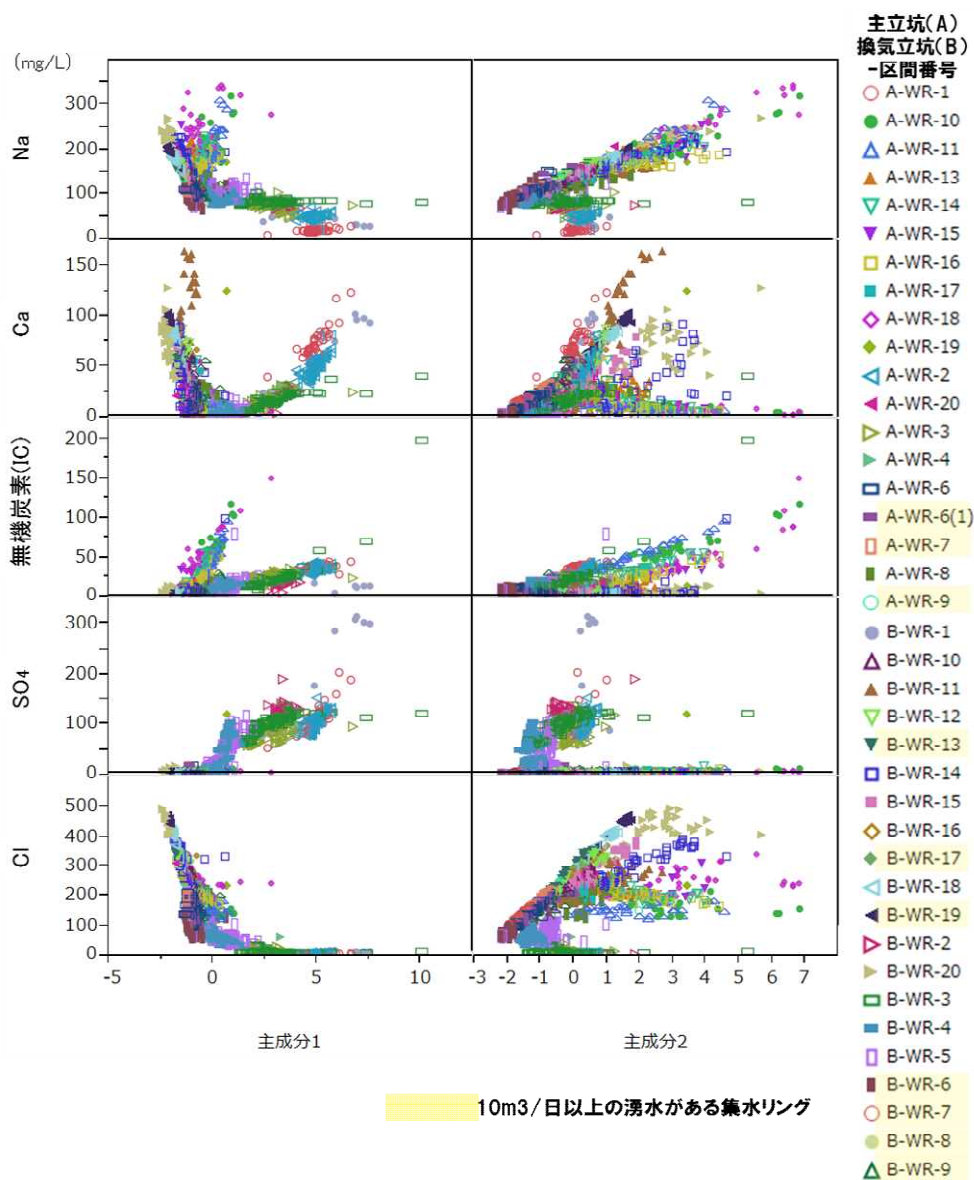 主立坑(A)
換気立坑(B)
-区間番号
(mg/L)
Na
300
200
100
0
Ca
150
100
50
0
無機炭素(IC)
200
150
100
50
0
SO4
300
200
100
0
Cl
500
400
300
200
100
0
-5 0 5 10
-3 -2 -1 0 1 2 3 4 5 6 7
主成分1
主成分2
10m3/日以上の湧水がある集水リング
A-WR-1
A-WR-10
A-WR-11
A-WR-13
A-WR-14
A-WR-15
A-WR-16
A-WR-17
A-WR-18
A-WR-19
A-WR-2
A-WR-20
A-WR-3
A-WR-4
A-WR-6
A-WR-6(1)
A-WR-7
A-WR-8
A-WR-9
B-WR-1
B-WR-10
B-WR-11
B-WR-12
B-WR-13
B-WR-14
B-WR-15
B-WR-16
B-WR-17
B-WR-18
B-WR-19
B-WR-2
B-WR-20
B-WR-3
B-WR-4
B-WR-5
B-WR-6
B-WR-7
B-WR-8
B-WR-9